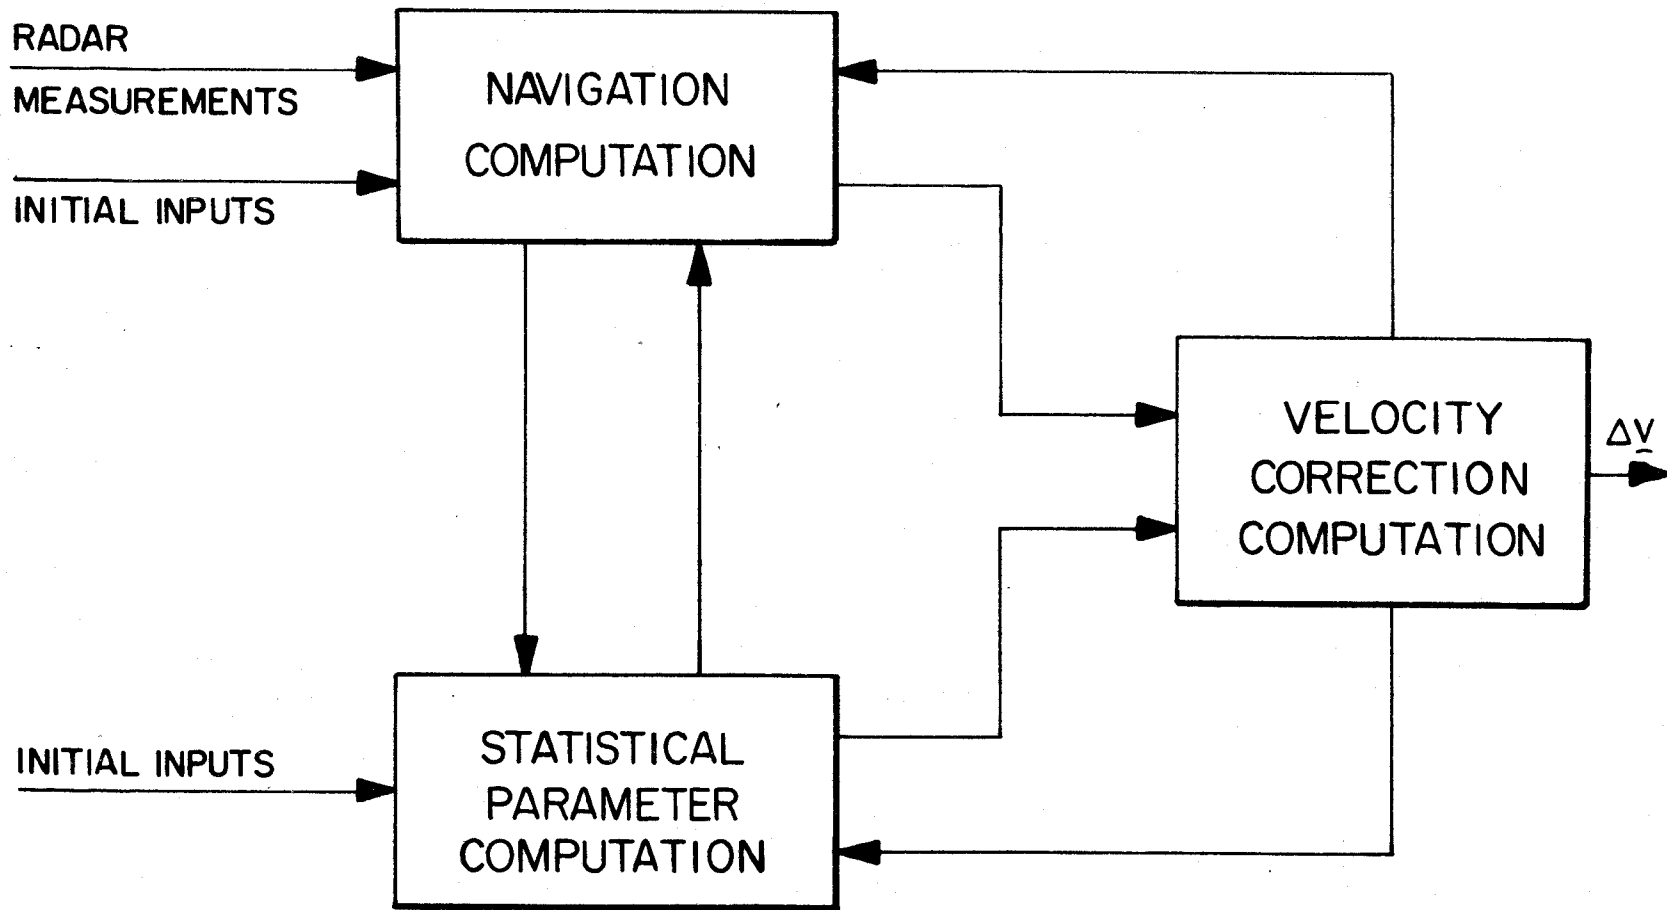 RADAR
MEASUREMENTS
INITIAL INPUTS
NAVIGATION
COMPUTATION
VELOCITY
CORRECTION
COMPUTATION
ΔV
INITIAL INPUTS
STATISTICAL
PARAMETER
COMPUTATION